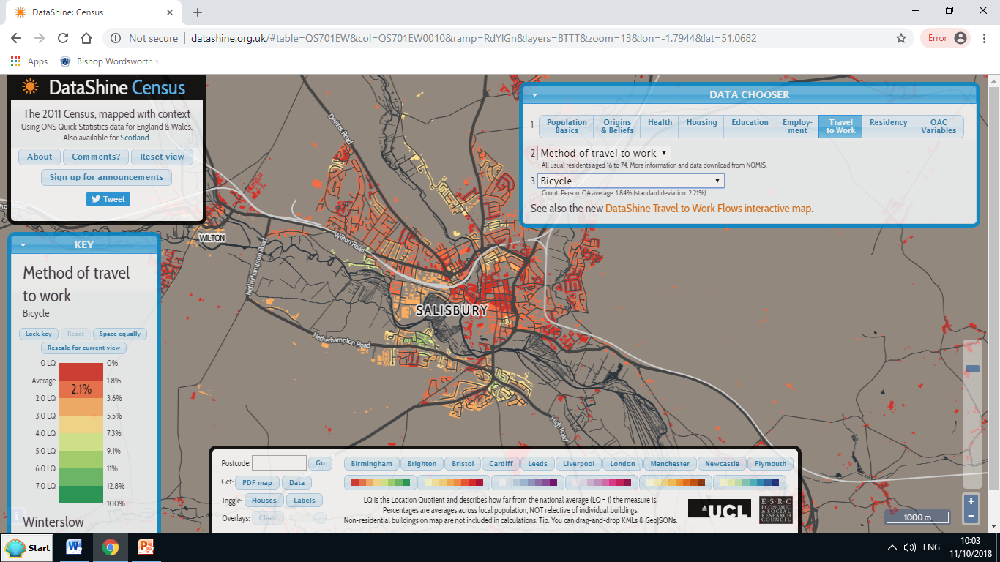 DataShine: Census
Not secure
datashine.org.uk/#table=QS701EW&col=QS701EW0010&ramp=RdYlGn&layers=BTTT&zoom=13&lon=-1.7944&lat=51.0682
Error
Apps
Bishop Wordsworth's
DataShine Census
The 2011 Census, mapped with context
Using ONS Quick Statistics data for England & Wales.
Also available for Scotland.
About
Comments?
Reset view
Sign up for announcements
Tweet
DATA CHOOSER
1
Population Basics
Origins & Beliefs
Health
Housing
Education
Employ-ment
Travel to Work
Residency
OAC Variables
2 Method of travel to work
All usual residents aged 16 to 74. More information and data download from NOMIS.
3 Bicycle
Count, Person. OA average: 1.84% (standard deviation: 2.21%).
See also the new DataShine Travel to Work Flows interactive map.
KEY
Method of travel
to work
Bicycle
Lock key
Reset
Space equally
Rescale for current view
0 LQ 0%
Average 1.8%
2.1%
2.0 LQ 3.6%
3.0 LQ 5.5%
4.0 LQ 7.3%
5.0 LQ 9.1%
6.0 LQ 11%
7.0 LQ 12.8%
100%
Winterslow
Devizes Road
WILTON
Wilton Road
Netherhampton Road
SALISBURY
Netherhampton Road
High Road
Postcode:
Go
Birmingham
Brighton
Bristol
Cardiff
Leeds
Liverpool
London
Manchester
Newcastle
Plymouth
Get:
PDF map
Data
Toggle:
Houses
Labels
Overlays:
Clear
LQ is the Location Quotient and describes how far from the national average (LQ = 1) the measure is.
Percentages are averages across local population, NOT relective of individual buildings.
Non-residential buildings on map are not included in calculations. Tip: You can drag-and-drop KMLs & GeoJSONs.
UCL
E·S·R·C
ECONOMIC
& SOCIAL
RESEARCH
COUNCIL
1000 m
+
−
Start
ENG
10:03
11/10/2018